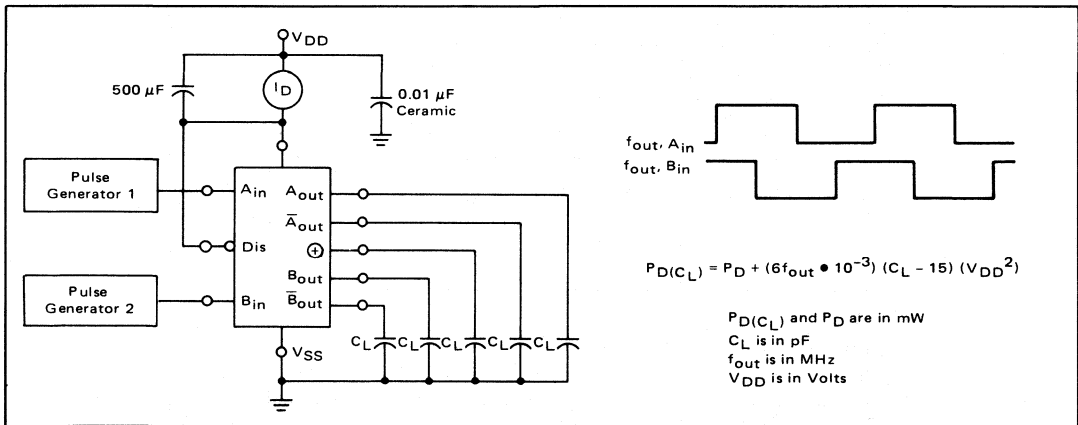 VDD
500 μF
ID
0.01 μF
Ceramic
Pulse
Generator 1
Ain
Aout
A̅out
Dis
⊕
Bout
Pulse
Generator 2
Bin
B̅out
CL CL CL CL CL
VSS
fout, Ain
fout, Bin
PD(CL) = PD + (6fout • 10⁻³) (CL – 15) (VDD²)
PD(CL) and PD are in mW
CL is in pF
fout is in MHz
VDD is in Volts